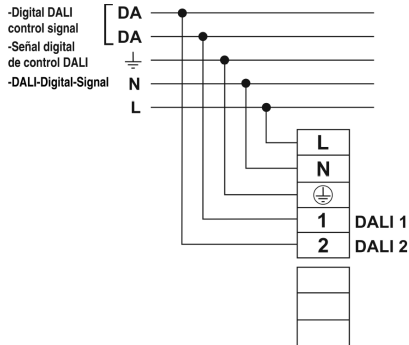 -Digital DALI
control signal
-Señal digital
de control DALI
-DALI-Digital-Signal
DA
DA
N
L
L
N
1 DALI 1
2 DALI 2